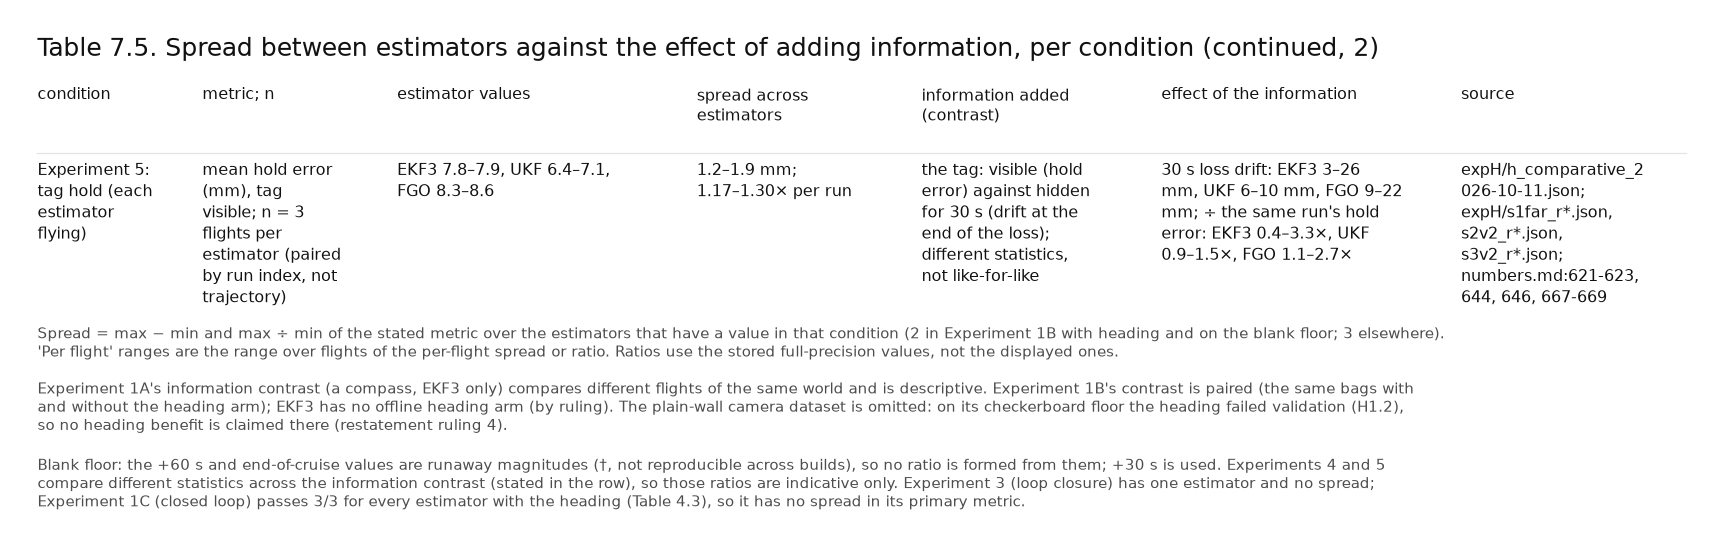 Table 7.5. Spread between estimators against the effect of adding information, per condition (continued, 2)
condition
metric; n
estimator values
spread across
estimators
information added
(contrast)
effect of the information
source
Experiment 5:
tag hold (each
estimator
flying)
mean hold error
(mm), tag
visible; n = 3
flights per
estimator (paired
by run index, not
trajectory)
EKF3 7.8–7.9, UKF 6.4–7.1,
FGO 8.3–8.6
1.2–1.9 mm;
1.17–1.30× per run
the tag: visible (hold
error) against hidden
for 30 s (drift at the
end of the loss);
different statistics,
not like-for-like
30 s loss drift: EKF3 3–26
mm, UKF 6–10 mm, FGO 9–22
mm; ÷ the same run's hold
error: EKF3 0.4–3.3×, UKF
0.9–1.5×, FGO 1.1–2.7×
expH/h_comparative_2
026-10-11.json;
expH/s1far_r*.json,
s2v2_r*.json,
s3v2_r*.json;
numbers.md:621-623,
644, 646, 667-669
Spread = max − min and max ÷ min of the stated metric over the estimators that have a value in that condition (2 in Experiment 1B with heading and on the blank floor; 3 elsewhere).
'Per flight' ranges are the range over flights of the per-flight spread or ratio. Ratios use the stored full-precision values, not the displayed ones.
Experiment 1A's information contrast (a compass, EKF3 only) compares different flights of the same world and is descriptive. Experiment 1B's contrast is paired (the same bags with
and without the heading arm); EKF3 has no offline heading arm (by ruling). The plain-wall camera dataset is omitted: on its checkerboard floor the heading failed validation (H1.2),
so no heading benefit is claimed there (restatement ruling 4).
Blank floor: the +60 s and end-of-cruise values are runaway magnitudes (†, not reproducible across builds), so no ratio is formed from them; +30 s is used. Experiments 4 and 5
compare different statistics across the information contrast (stated in the row), so those ratios are indicative only. Experiment 3 (loop closure) has one estimator and no spread;
Experiment 1C (closed loop) passes 3/3 for every estimator with the heading (Table 4.3), so it has no spread in its primary metric.